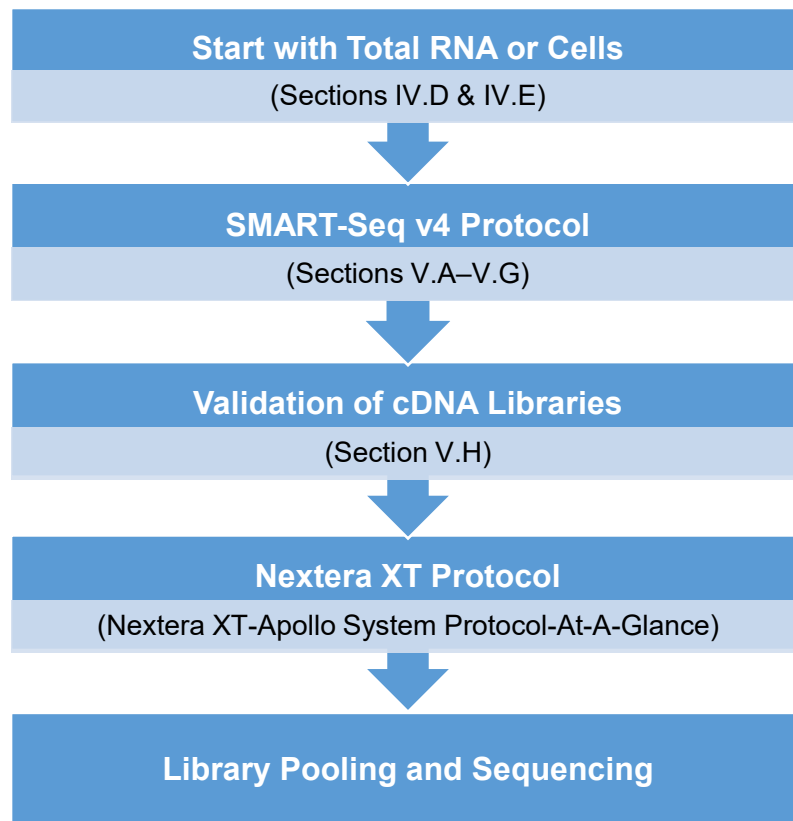 Start with Total RNA or Cells
(Sections IV.D & IV.E)
SMART-Seq v4 Protocol
(Sections V.A–V.G)
Validation of cDNA Libraries
(Section V.H)
Nextera XT Protocol
(Nextera XT-Apollo System Protocol-At-A-Glance)
Library Pooling and Sequencing